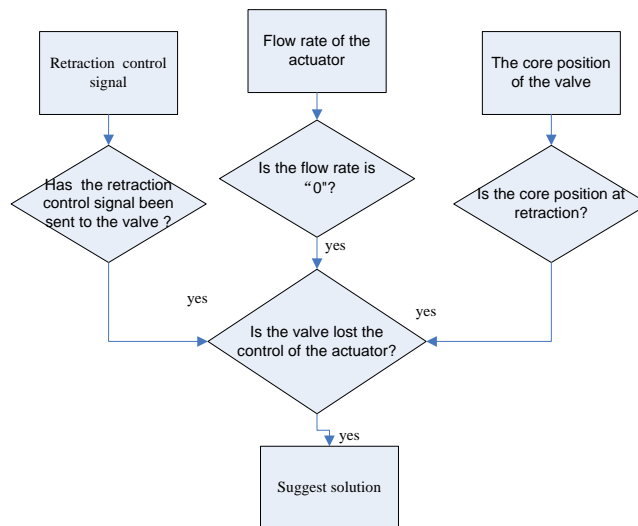 Retraction control
signal
Flow rate of the
actuator
The core position
of the valve
Has the retraction
control signal been
sent to the valve ?
Is the flow rate is
“0"?
Is the core position at
retraction?
yes
yes
yes
Is the valve lost the
control of the actuator?
yes
Suggest solution